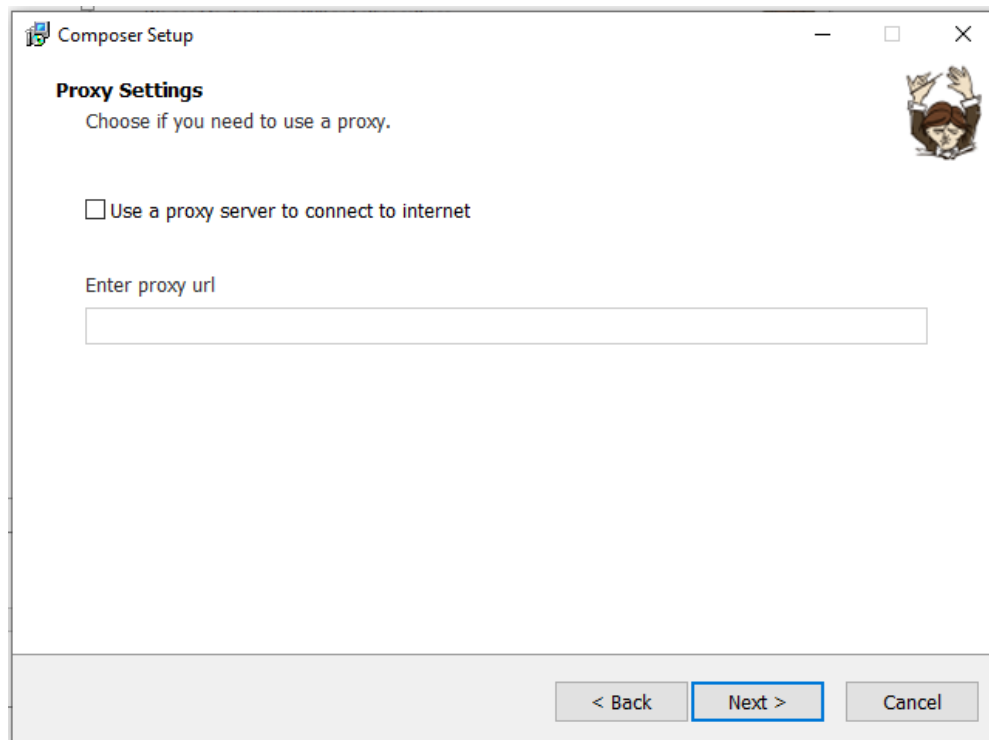 Composer Setup
Proxy Settings
Choose if you need to use a proxy.
Use a proxy server to connect to internet
Enter proxy url
< Back
Next >
Cancel